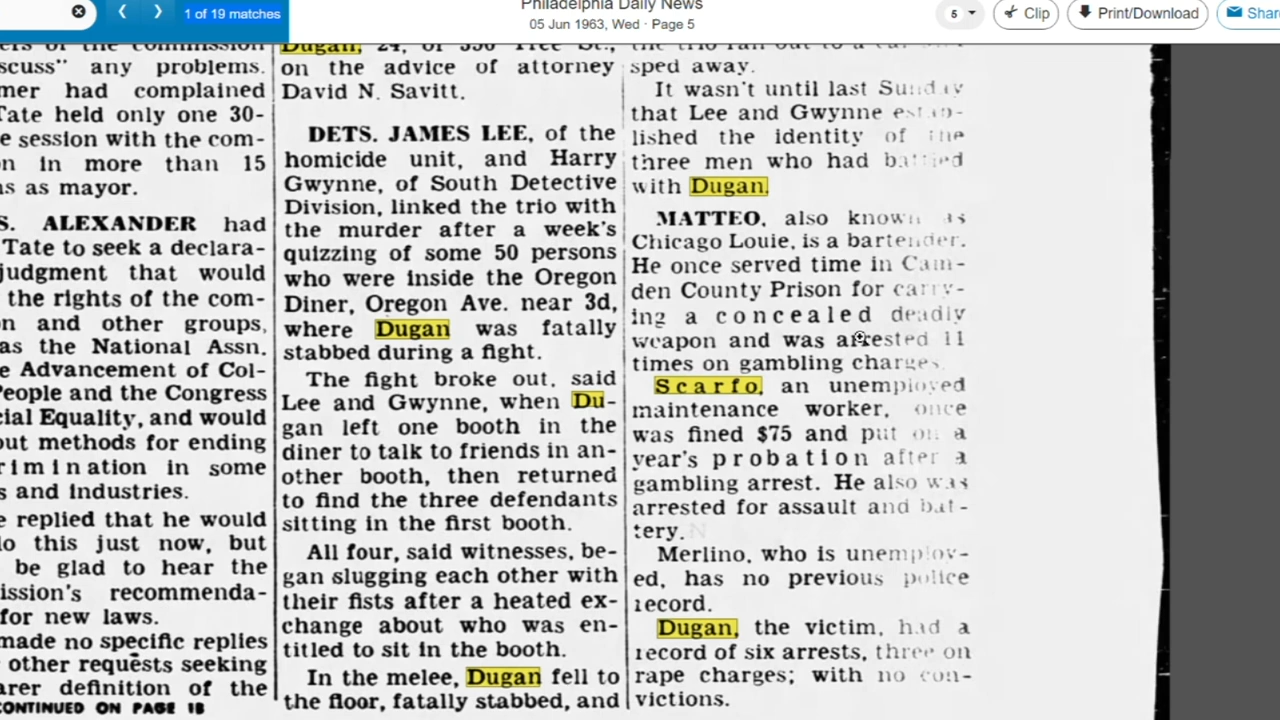 1 of 19 matches
Philadelphia Daily News
05 Jun 1963, Wed · Page 5
5
Clip
Print/Download
Shar
ers of the commission
scuss" any problems.
mer had complained
Tate held only one 30-
e session with the com-
n in more than 15
s as mayor.
S. ALEXANDER had
Tate to seek a declara-
judgment that would
the rights of the com-
n and other groups,
as the National Assn.
e Advancement of Col-
People and the Congress
cial Equality, and would
out methods for ending
rimination in some
s and industries.
e replied that he would
do this just now, but
be glad to hear the
ission's recommenda-
for new laws.
made no specific replies
other requests seeking
arer definition of the
CONTINUED ON PAGE 18
Dugan, 24, of 330 Tree St.,
on the advice of attorney
David N. Savitt.
DETS. JAMES LEE, of the
homicide unit, and Harry
Gwynne, of South Detective
Division, linked the trio with
the murder after a week's
quizzing of some 50 persons
who were inside the Oregon
Diner, Oregon Ave. near 3d,
where Dugan was fatally
stabbed during a fight.
The fight broke out, said
Lee and Gwynne, when Du-
gan left one booth in the
diner to talk to friends in an-
other booth, then returned
to find the three defendants
sitting in the first booth.
All four, said witnesses, be-
gan slugging each other with
their fists after a heated ex-
change about who was en-
titled to sit in the booth.
In the melee, Dugan fell to
the floor, fatally stabbed, and
the trio ran out to a car and
sped away.
It wasn't until last Sunday
that Lee and Gwynne estab-
lished the identity of the
three men who had battled
with Dugan.
MATTEO, also known as
Chicago Louie, is a bartender.
He once served time in Cam-
den County Prison for carry-
ing a concealed deadly
weapon and was arrested 11
times on gambling charges.
Scarfo, an unemployed
maintenance worker, once
was fined $75 and put on a
year's probation after a
gambling arrest. He also was
arrested for assault and bat-
tery.
Merlino, who is unemploy-
ed, has no previous police
record.
Dugan, the victim, had a
record of six arrests, three on
rape charges; with no con-
victions.